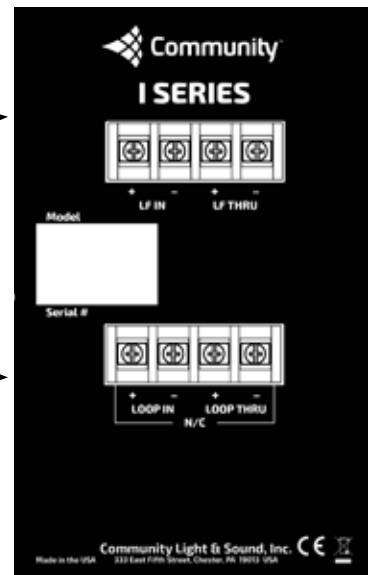 Community
I SERIES
+ − + −
LF IN LF THRU
Model
Serial #
+ − + −
LOOP IN LOOP THRU
N/C
Community Light & Sound, Inc. CE
Made in the USA 333 East Fifth Street, Chester, PA 19013 USA